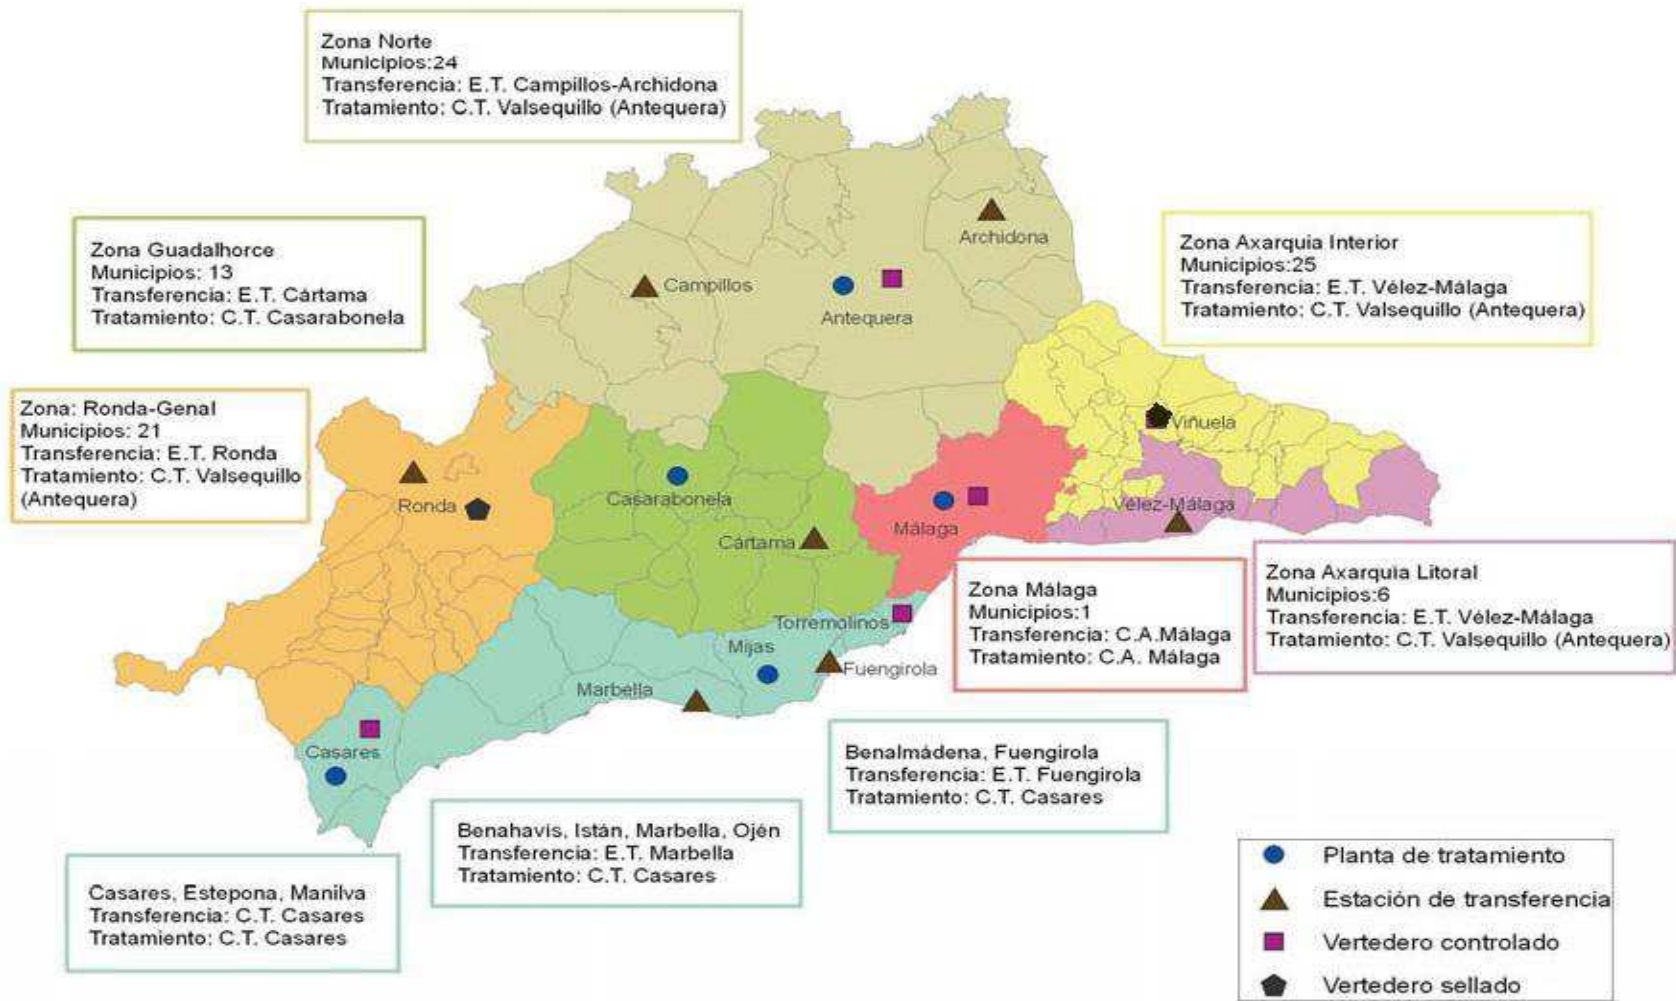 Zona Norte
Municipios:24
Transferencia: E.T. Campillos-Archidona
Tratamiento: C.T. Valsequillo (Antequera)
Zona Guadalhorce
Municipios: 13
Transferencia: E.T. Cártama
Tratamiento: C.T. Casarabonela
Zona Axarquia Interior
Municipios:25
Transferencia: E.T. Vélez-Málaga
Tratamiento: C.T. Valsequillo (Antequera)
Zona: Ronda-Genal
Municipios: 21
Transferencia: E.T. Ronda
Tratamiento: C.T. Valsequillo
(Antequera)
Archidona
Campillos
Antequera
Viñuela
Casarabonela
Ronda
Vélez-Málaga
Málaga
Cártama
Torremolinos
Mijas
Fuengirola
Marbella
Casares
Zona Málaga
Municipios:1
Transferencia: C.A.Málaga
Tratamiento: C.A. Málaga
Zona Axarquia Litoral
Municipios:6
Transferencia: E.T. Vélez-Málaga
Tratamiento: C.T. Valsequillo (Antequera)
Benalmádena, Fuengirola
Transferencia: E.T. Fuengirola
Tratamiento: C.T. Casares
Benahavis, Istán, Marbella, Ojén
Transferencia: E.T. Marbella
Tratamiento: C.T. Casares
Casares, Estepona, Manilva
Transferencia: C.T. Casares
Tratamiento: C.T. Casares
Planta de tratamiento
Estación de transferencia
Vertedero controlado
Vertedero sellado